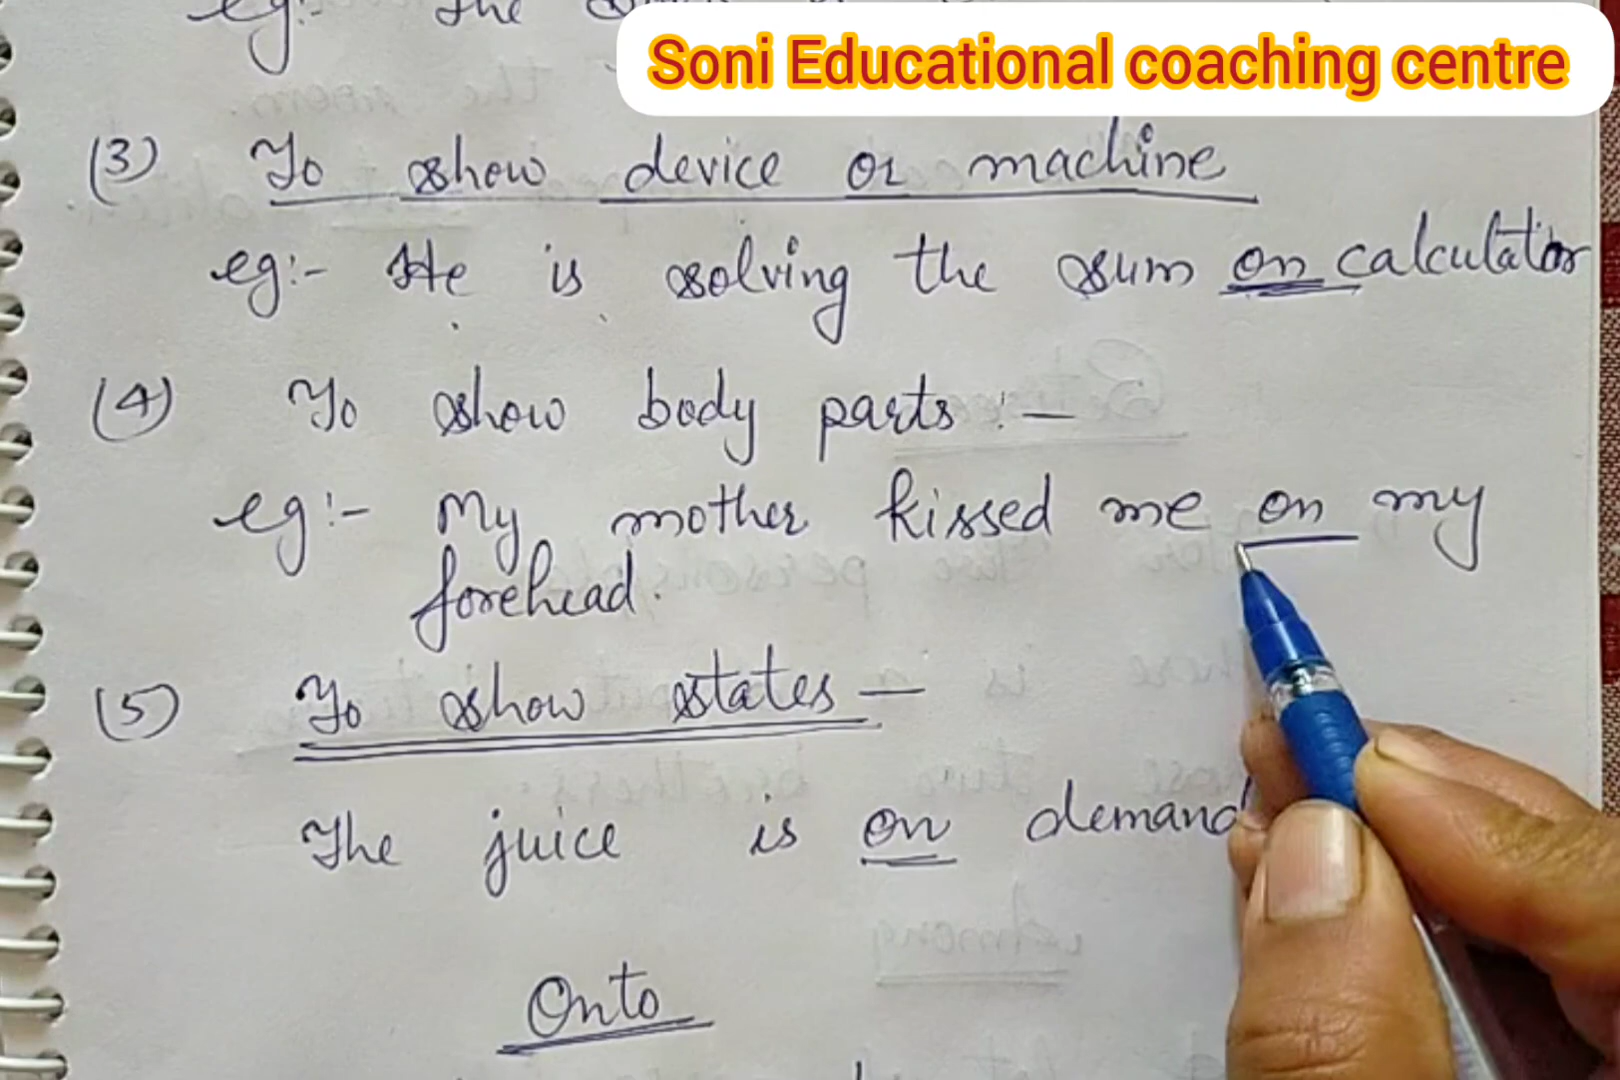 eg:- The
Soni Educational coaching centre
(3) To show device or machine
eg:- He is solving the sum on calculator
(4) To show body parts :-
eg:- My mother kissed me on my
forehead.
(5) To show states —
The juice is on demand
Onto